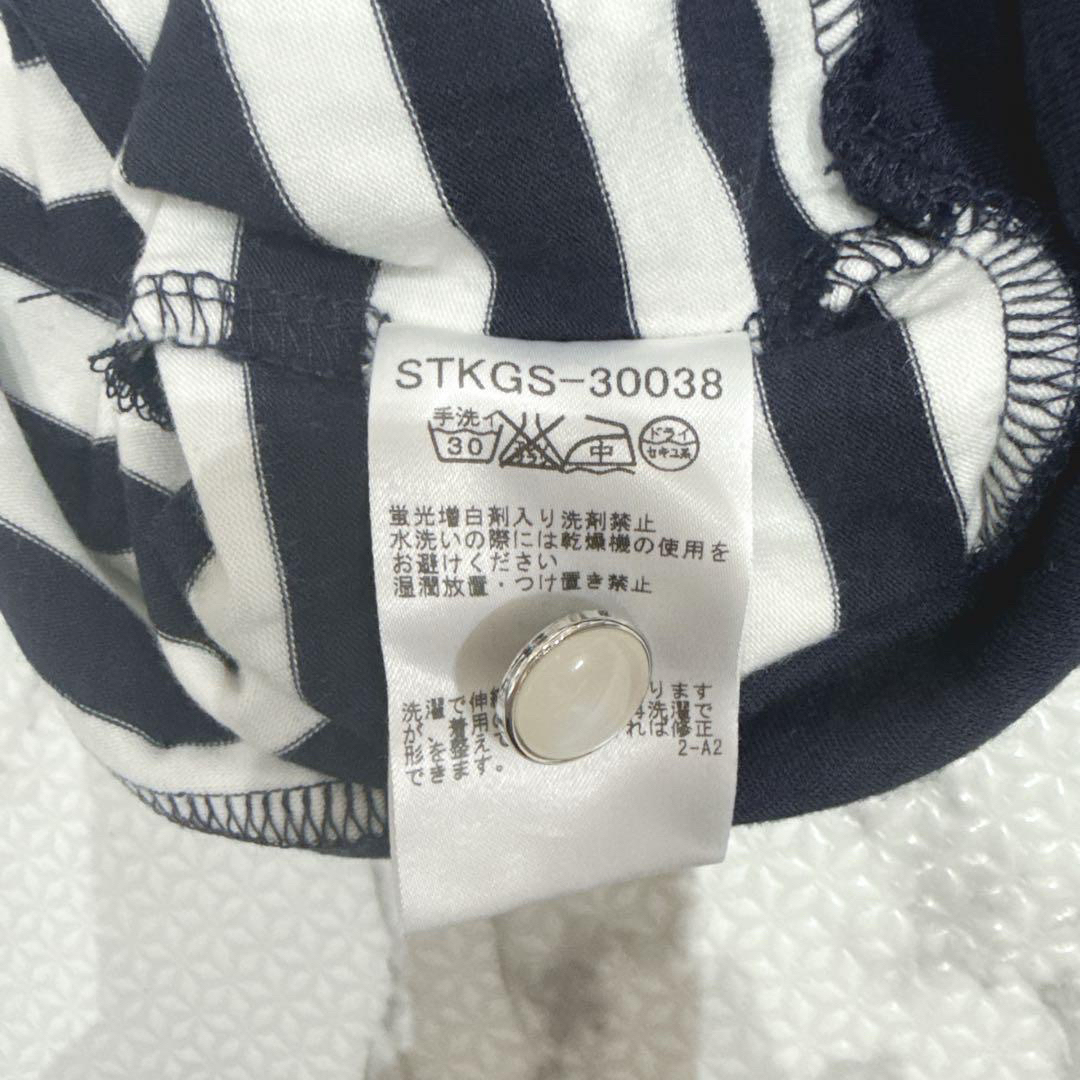 STKGS-30038
手洗イ
30 中 ドライ
セキユ系
蛍光増白剤入り洗剤禁止
水洗いの際には乾燥機の使用を
お避けください
湿潤放置・つけ置き禁止
洗濯で伸 ります
が、着用 再洗濯で
形を整え れば修正
できます。 2-A2